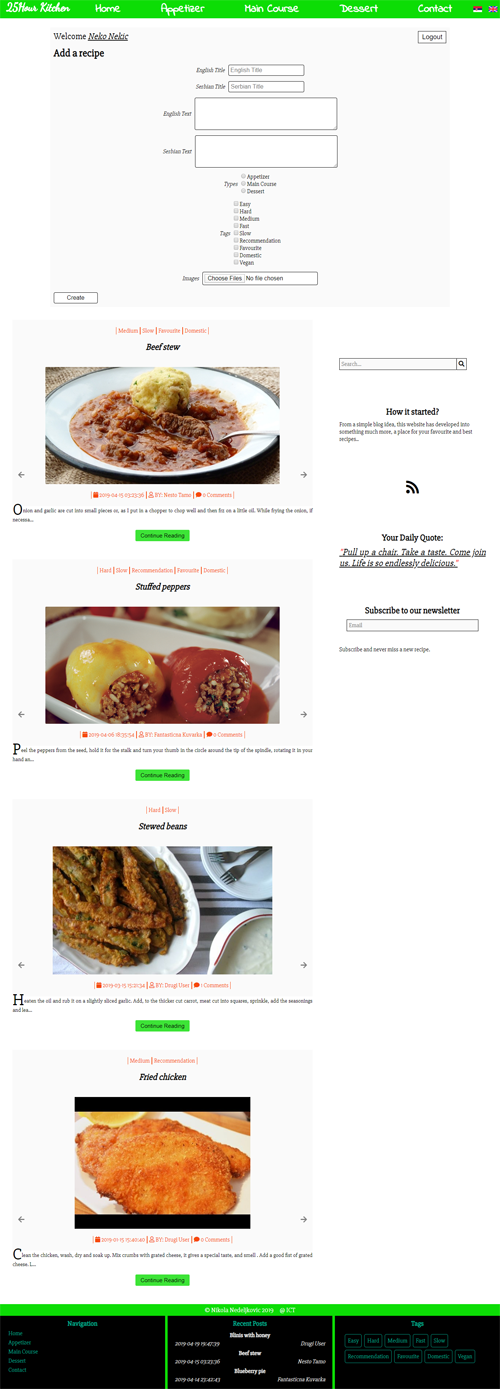 25Hour Kitchen Home Appetizer Main Course Dessert Contact
Welcome Neko Nekic Logout
Add a recipe
English Title English Title
Serbian Title Serbian Title
English Text
Serbian Text
Types Appetizer
Main Course
Dessert
Tags Easy
Hard
Medium
Fast
Slow
Recommendation
Favourite
Domestic
Vegan
Images Choose Files No file chosen
Create
| Medium | Slow | Favourite | Domestic |
Beef stew
| 2019-04-15 03:23:36 | BY: Nesto Tamo | 0 Comments |
Onion and garlic are cut into small pieces or, as I put in a chopper to chop well and then fix on a little oil. While frying the onion, if
necessa...
Continue Reading
| Hard | Slow | Recommendation | Favourite | Domestic |
Stuffed peppers
| 2019-04-06 18:33:54 | BY: Fantasticna Kuvarka | 0 Comments |
Peel the peppers from the seed, hold it for the stalk and turn your thumb in the circle around the tip of the spindle, rotating it in your
hand an...
Continue Reading
| Hard | Slow |
Stewed beans
| 2019-03-15 15:21:34 | BY: Drugi User | 1 Comments |
Heaten the oil and rub it on a slightly sliced garlic. Add, to the thicker cut carrot, meat cut into squares, sprinkle, add the seasonings
and lea...
Continue Reading
| Medium | Recommendation |
Fried chicken
| 2019-01-15 15:40:40 | BY: Drugi User | 0 Comments |
Clean the chicken, wash, dry and soak up. Mix crumbs with grared cheese, it gives a special taste, and smell . Add a good fist of grated
cheese. L...
Continue Reading
Search...
How it started?
From a simple blog idea, this website has developed into
something much more, a place for your favourite and best
recipes...
Your Daily Quote:
"Pull up a chair. Take a taste. Come join
us. Life is so endlessly delicious."
Subscribe to our newsletter
Email
Subscribe and never miss a new recipe.
© Nikola Nedeljkovic 2019 @ ICT
Navigation
Home
Appetizer
Main Course
Dessert
Contact
Recent Posts
Blinis with honey
2019-04-19 19:47:39 Drugi User
Beef stew
2019-04-15 03:23:36 Nesto Tamo
Blueberry pie
2019-04-14 23:42:43 Fantasticna Kuvarka
Tags
Easy Hard Medium Fast Slow
Recommendation Favourite Domestic Vegan